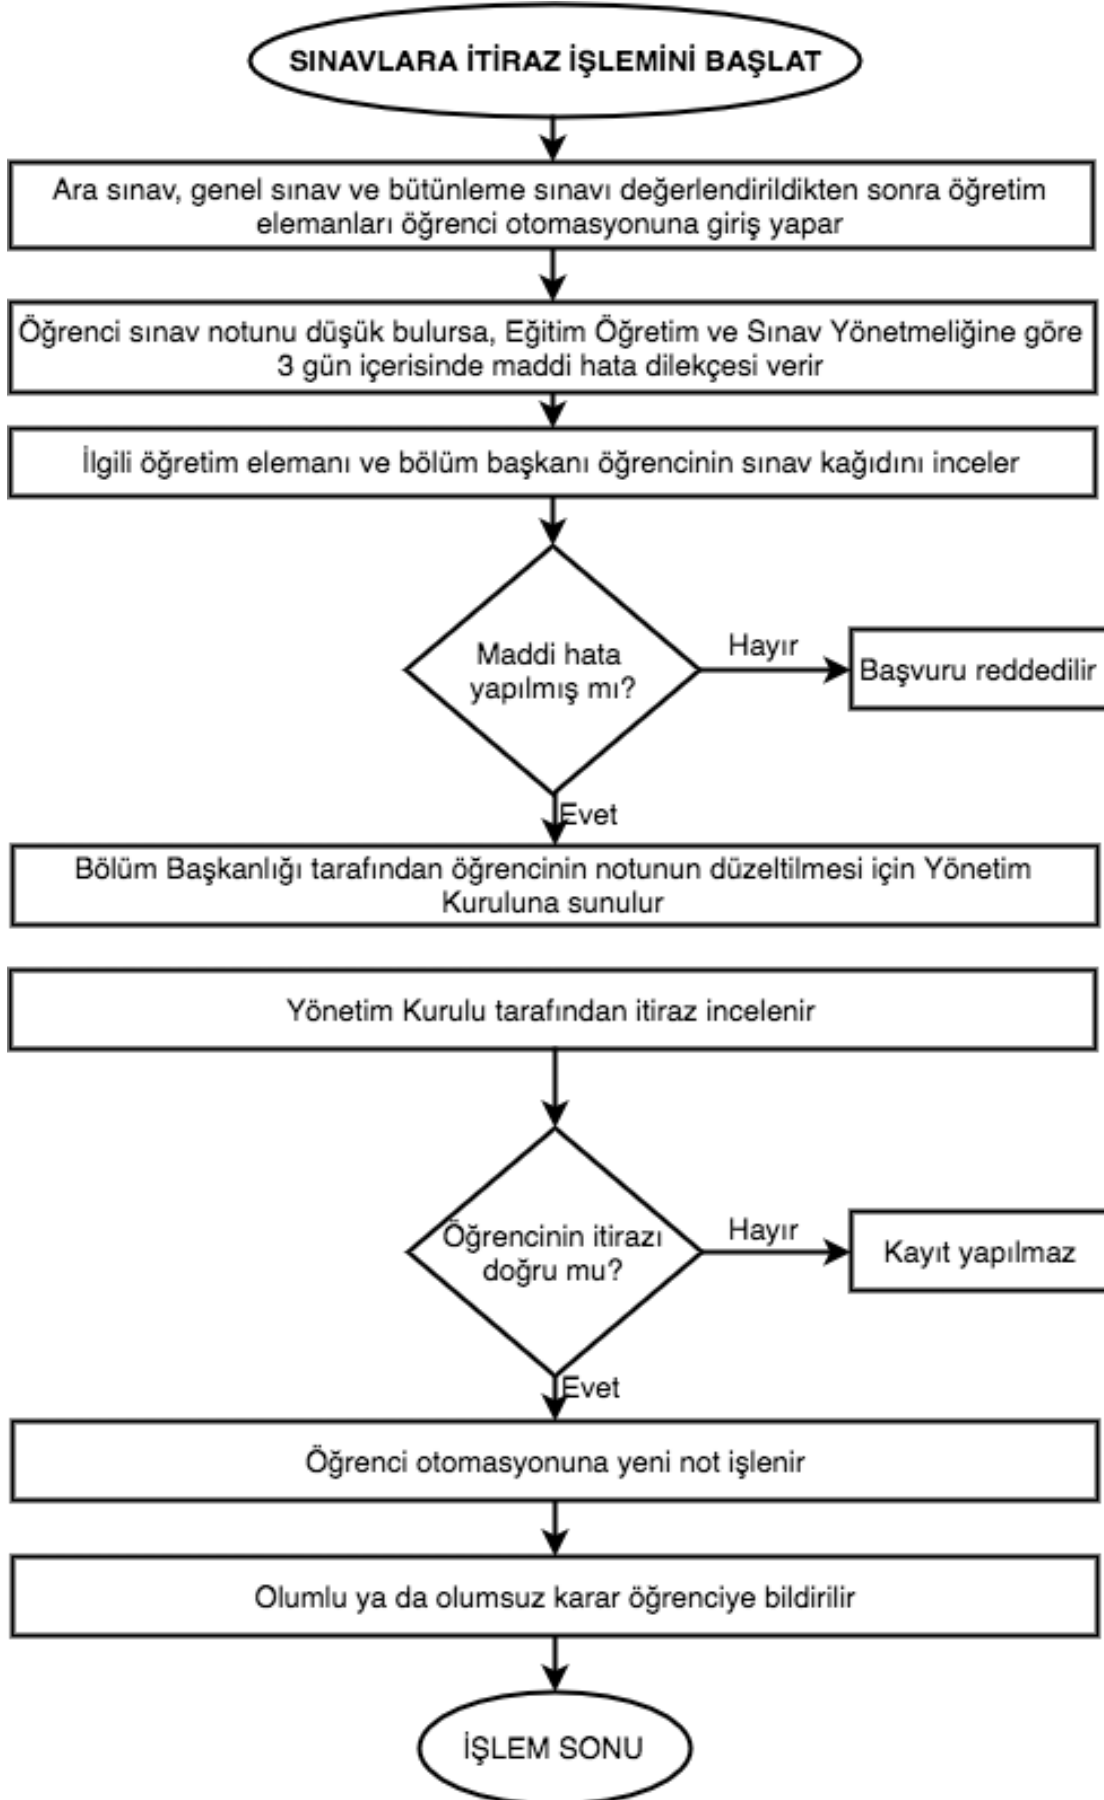 SINAVLARA İTİRAZ İŞLEMİNİ BAŞLAT
Ara sınav, genel sınav ve bütünleme sınavı değerlendirildikten sonra öğretim
elemanları öğrenci otomasyonuna giriş yapar
Öğrenci sınav notunu düşük bulursa, Eğitim Öğretim ve Sınav Yönetmeliğine göre
3 gün içerisinde maddi hata dilekçesi verir
İlgili öğretim elemanı ve bölüm başkanı öğrencinin sınav kağıdını inceler
Maddi hata
yapılmış mı?
Hayır
Başvuru reddedilir
Evet
Bölüm Başkanlığı tarafından öğrencinin notunun düzeltilmesi için Yönetim
Kuruluna sunulur
Yönetim Kurulu tarafından itiraz incelenir
Öğrencinin itirazı
doğru mu?
Hayır
Kayıt yapılmaz
Evet
Öğrenci otomasyonuna yeni not işlenir
Olumlu ya da olumsuz karar öğrenciye bildirilir
İŞLEM SONU